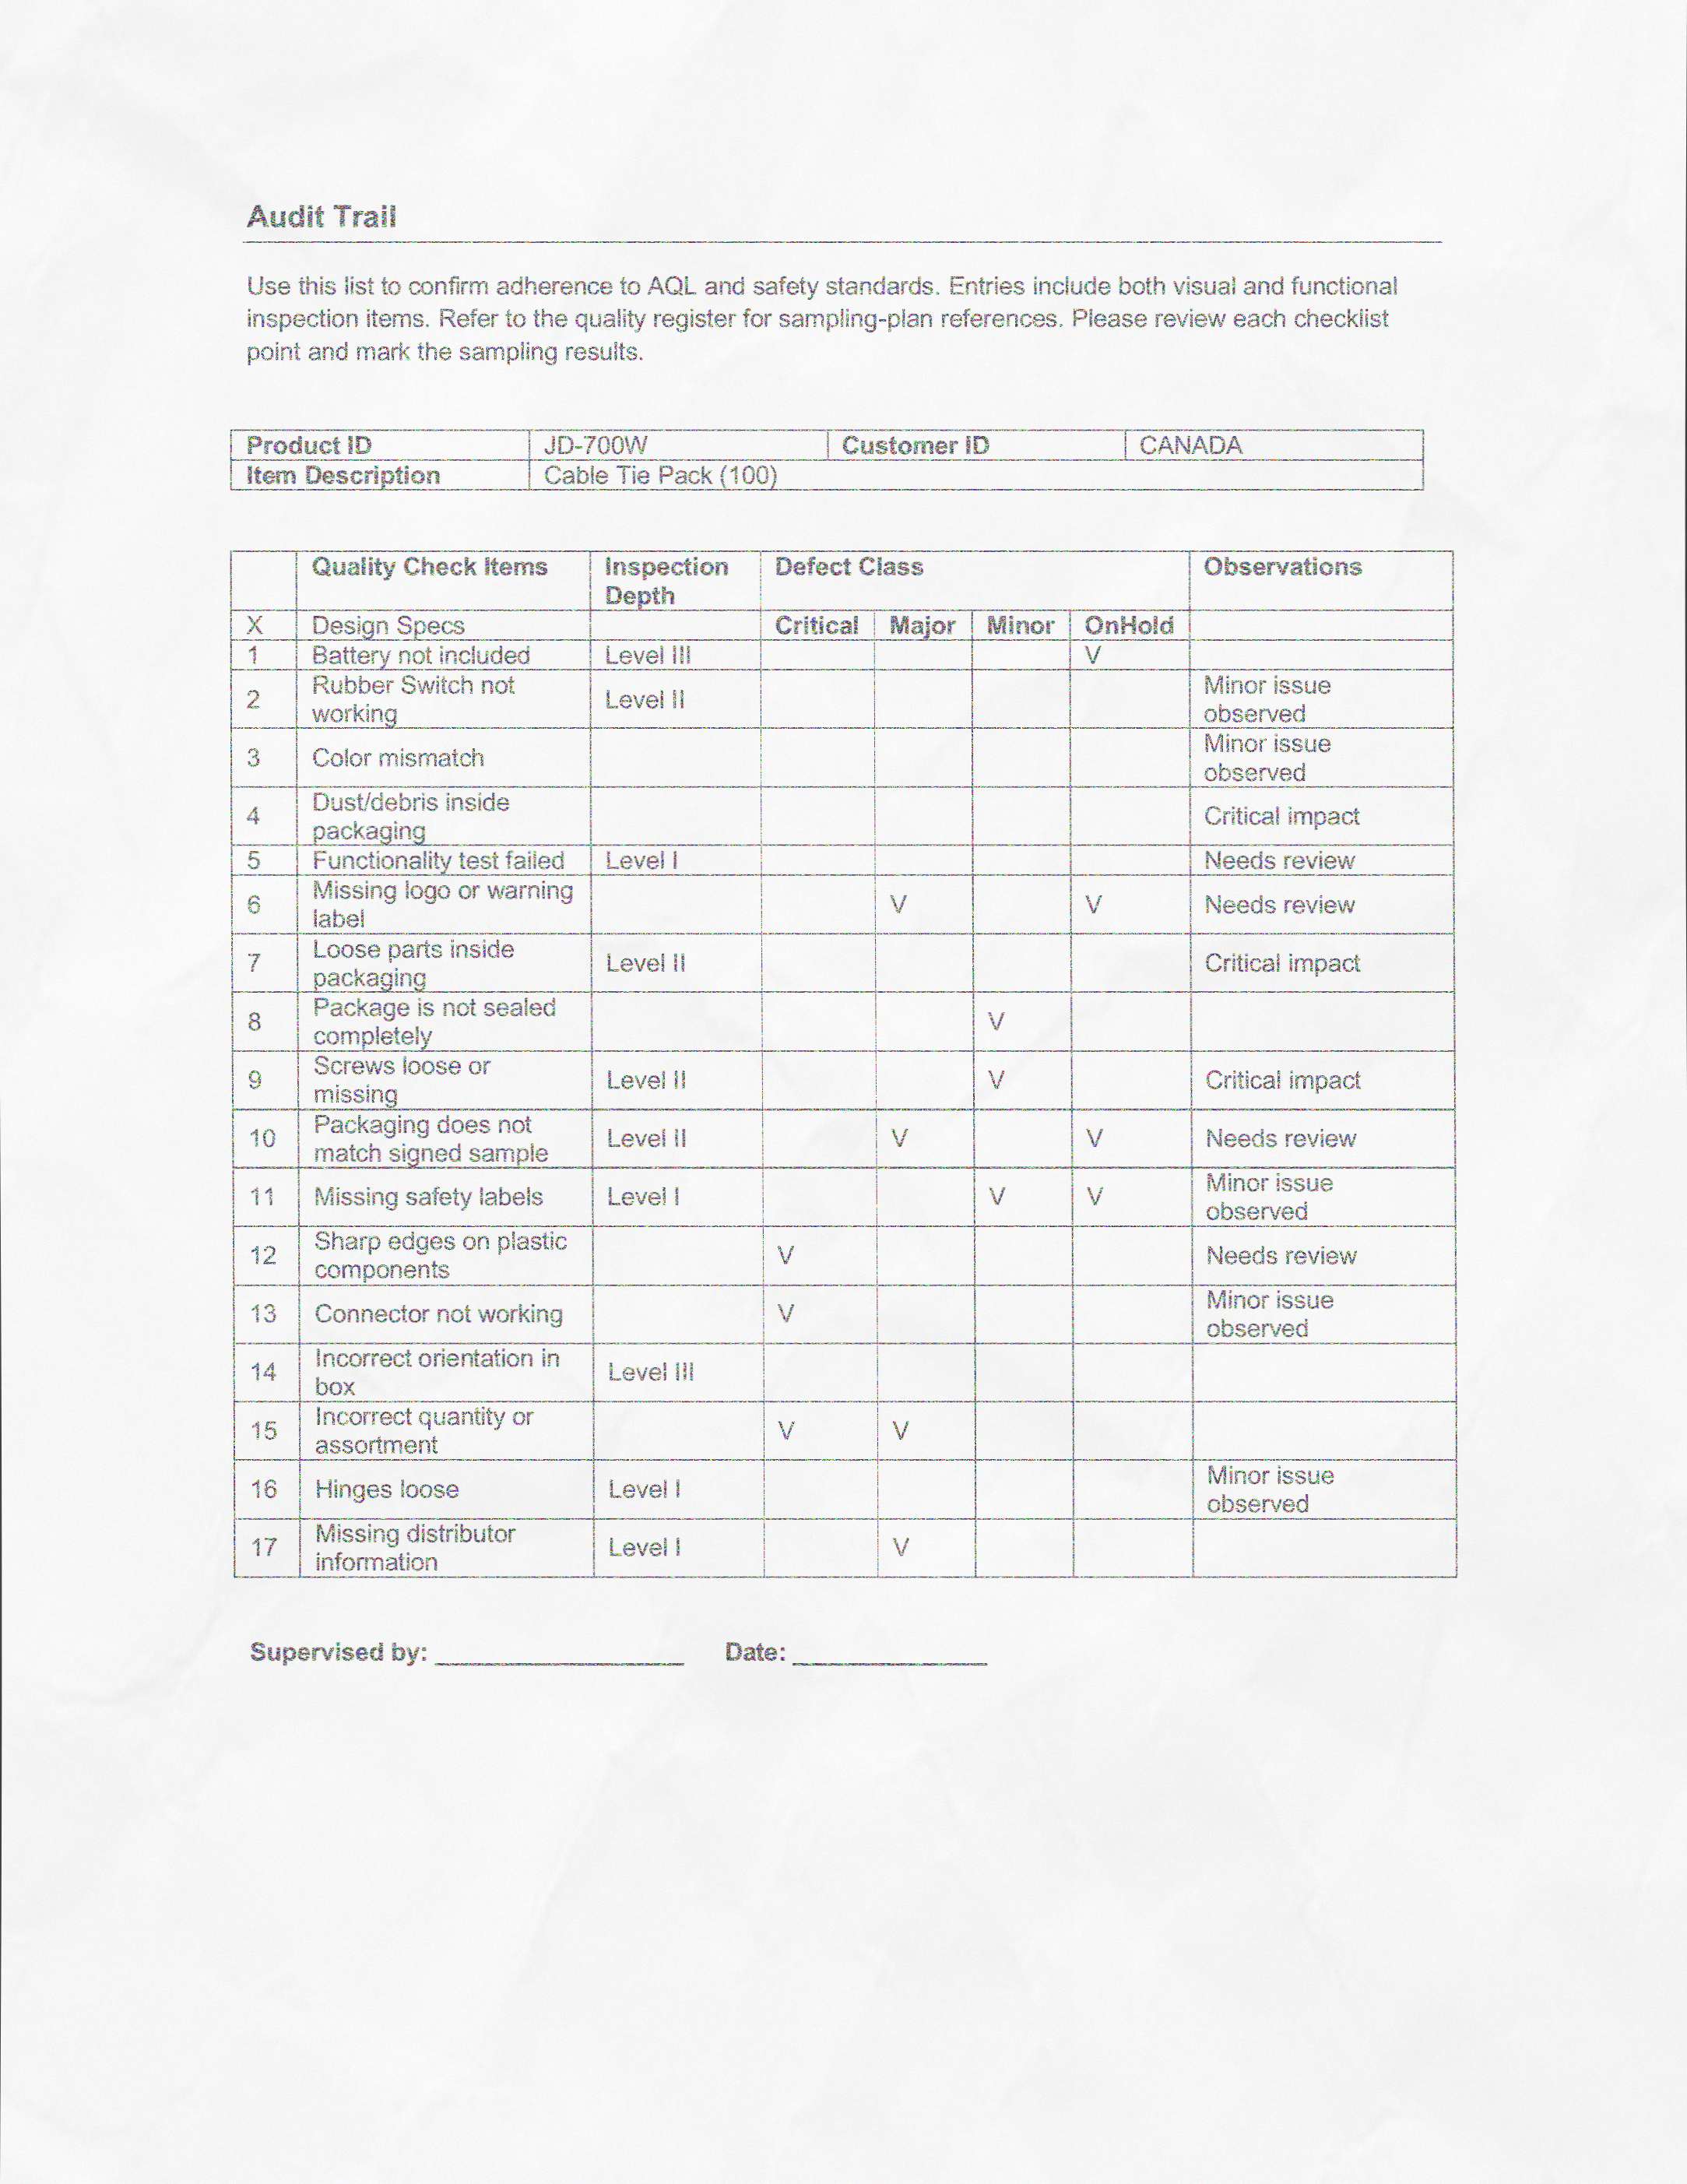 Audit Trail
Use this list to confirm adherence to AQL and safety standards. Entries include both visual and functional
inspection items. Refer to the quality register for sampling-plan references. Please review each checklist
point and mark the sampling results.
Product ID JD-700W Customer ID CANADA
Item Description Cable Tie Pack (100)
Quality Check Items Inspection Depth Defect Class Observations
X Design Specs Critical Major Minor OnHold
1 Battery not included Level III V
2 Rubber Switch not working Level II Minor issue observed
3 Color mismatch Minor issue observed
4 Dust/debris inside packaging Critical impact
5 Functionality test failed Level I Needs review
6 Missing logo or warning label V V Needs review
7 Loose parts inside packaging Level II Critical impact
8 Package is not sealed completely V
9 Screws loose or missing Level II V Critical impact
10 Packaging does not match signed sample Level II V V Needs review
11 Missing safety labels Level I V V Minor issue observed
12 Sharp edges on plastic components V Needs review
13 Connector not working V Minor issue observed
14 Incorrect orientation in box Level III
15 Incorrect quantity or assortment V V
16 Hinges loose Level I Minor issue observed
17 Missing distributor information Level I V
Supervised by: Date: